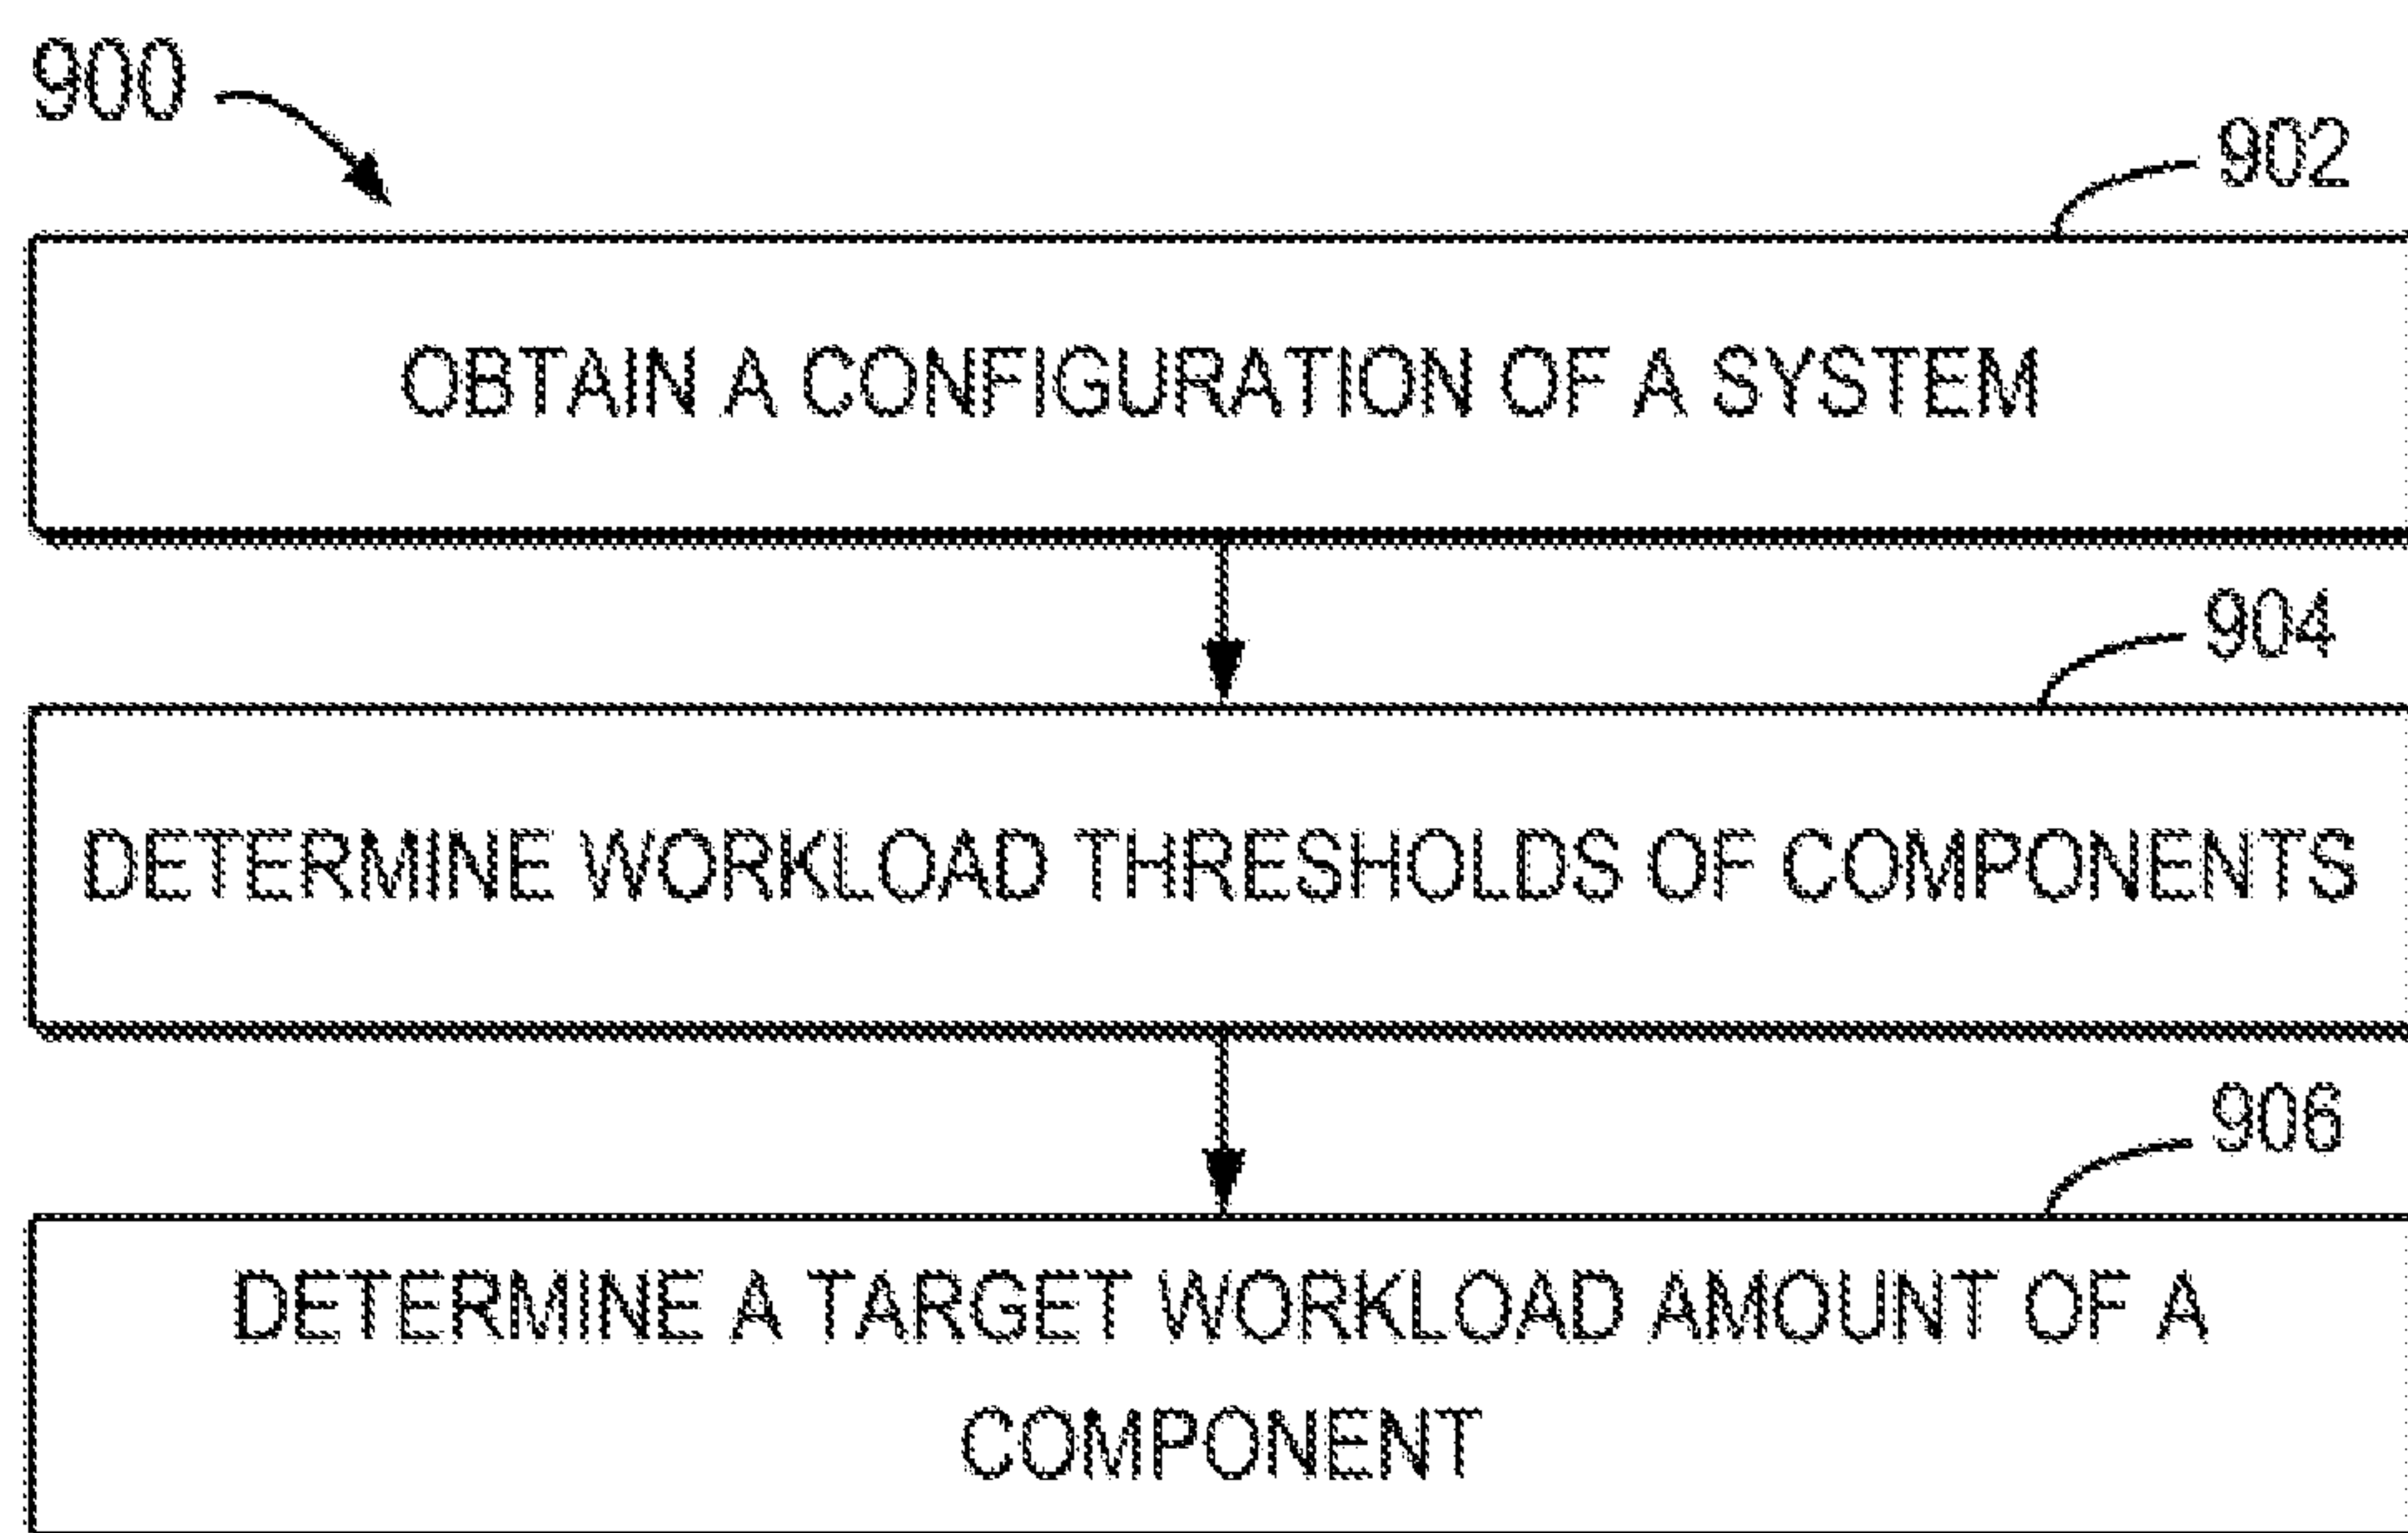 900
902
OBTAIN A CONFIGURATION OF A SYSTEM
904
DETERMINE WORKLOAD THRESHOLDS OF COMPONENTS
906
DETERMINE A TARGET WORKLOAD AMOUNT OF A
COMPONENT